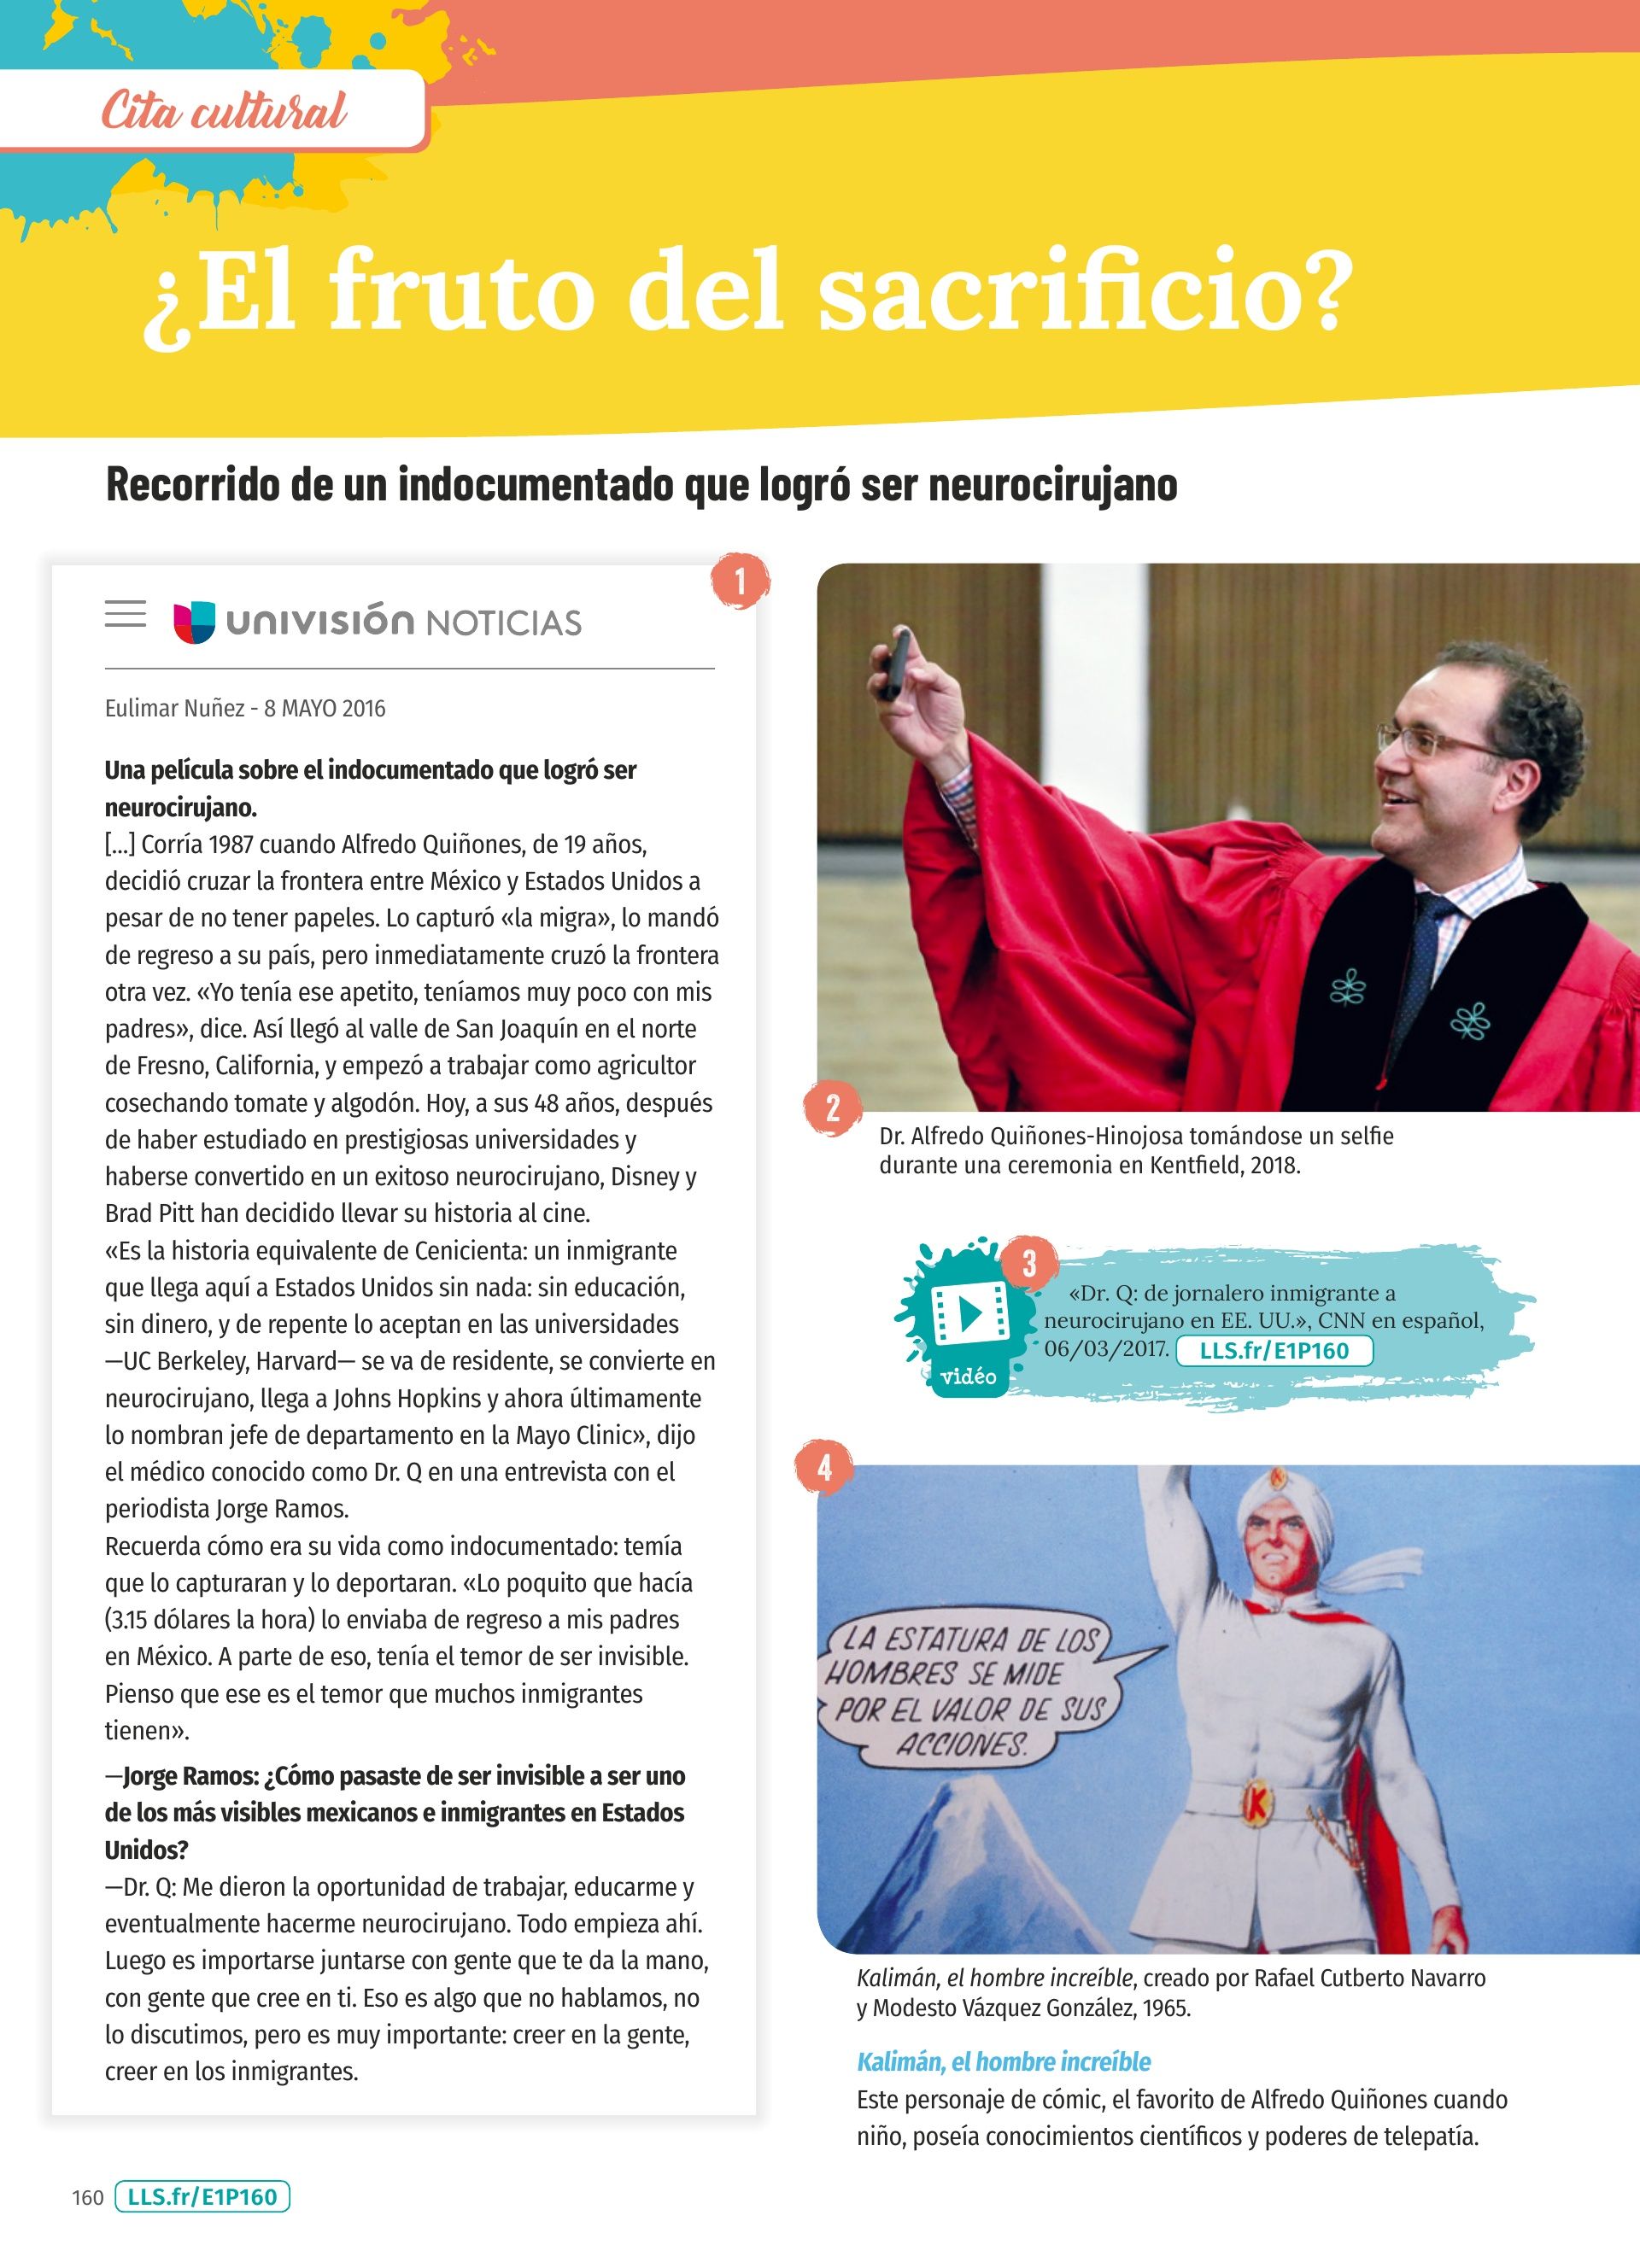 Cita cultural
¿El fruto del sacrificio?
Recorrido de un indocumentado que logró ser neurocirujano
1
univisión NOTICIAS
Eulimar Nuñez - 8 MAYO 2016
Una película sobre el indocumentado que logró ser
neurocirujano.
[...] Corría 1987 cuando Alfredo Quiñones, de 19 años,
decidió cruzar la frontera entre México y Estados Unidos a
pesar de no tener papeles. Lo capturó «la migra», lo mandó
de regreso a su país, pero inmediatamente cruzó la frontera
otra vez. «Yo tenía ese apetito, teníamos muy poco con mis
padres», dice. Así llegó al valle de San Joaquín en el norte
de Fresno, California, y empezó a trabajar como agricultor
cosechando tomate y algodón. Hoy, a sus 48 años, después
de haber estudiado en prestigiosas universidades y
haberse convertido en un exitoso neurocirujano, Disney y
Brad Pitt han decidido llevar su historia al cine.
«Es la historia equivalente de Cenicienta: un inmigrante
que llega aquí a Estados Unidos sin nada: sin educación,
sin dinero, y de repente lo aceptan en las universidades
—UC Berkeley, Harvard— se va de residente, se convierte en
neurocirujano, llega a Johns Hopkins y ahora últimamente
lo nombran jefe de departamento en la Mayo Clinic», dijo
el médico conocido como Dr. Q en una entrevista con el
periodista Jorge Ramos.
Recuerda cómo era su vida como indocumentado: temía
que lo capturaran y lo deportaran. «Lo poquito que hacía
(3.15 dólares la hora) lo enviaba de regreso a mis padres
en México. A parte de eso, tenía el temor de ser invisible.
Pienso que ese es el temor que muchos inmigrantes
tienen».
—Jorge Ramos: ¿Cómo pasaste de ser invisible a ser uno
de los más visibles mexicanos e inmigrantes en Estados
Unidos?
—Dr. Q: Me dieron la oportunidad de trabajar, educarme y
eventualmente hacerme neurocirujano. Todo empieza ahí.
Luego es importarse juntarse con gente que te da la mano,
con gente que cree en ti. Eso es algo que no hablamos, no
lo discutimos, pero es muy importante: creer en la gente,
creer en los inmigrantes.
2
Dr. Alfredo Quiñones-Hinojosa tomándose un selfie
durante una ceremonia en Kentfield, 2018.
3
«Dr. Q: de jornalero inmigrante a
neurocirujano en EE. UU.», CNN en español,
06/03/2017. LLS.fr/E1P160
vidéo
4
K
LA ESTATURA DE LOS
HOMBRES SE MIDE
POR EL VALOR DE SUS
ACCIONES.
K
Kalimán, el hombre increíble, creado por Rafael Cutberto Navarro
y Modesto Vázquez González, 1965.
Kalimán, el hombre increíble
Este personaje de cómic, el favorito de Alfredo Quiñones cuando
niño, poseía conocimientos científicos y poderes de telepatía.
160 LLS.fr/E1P160